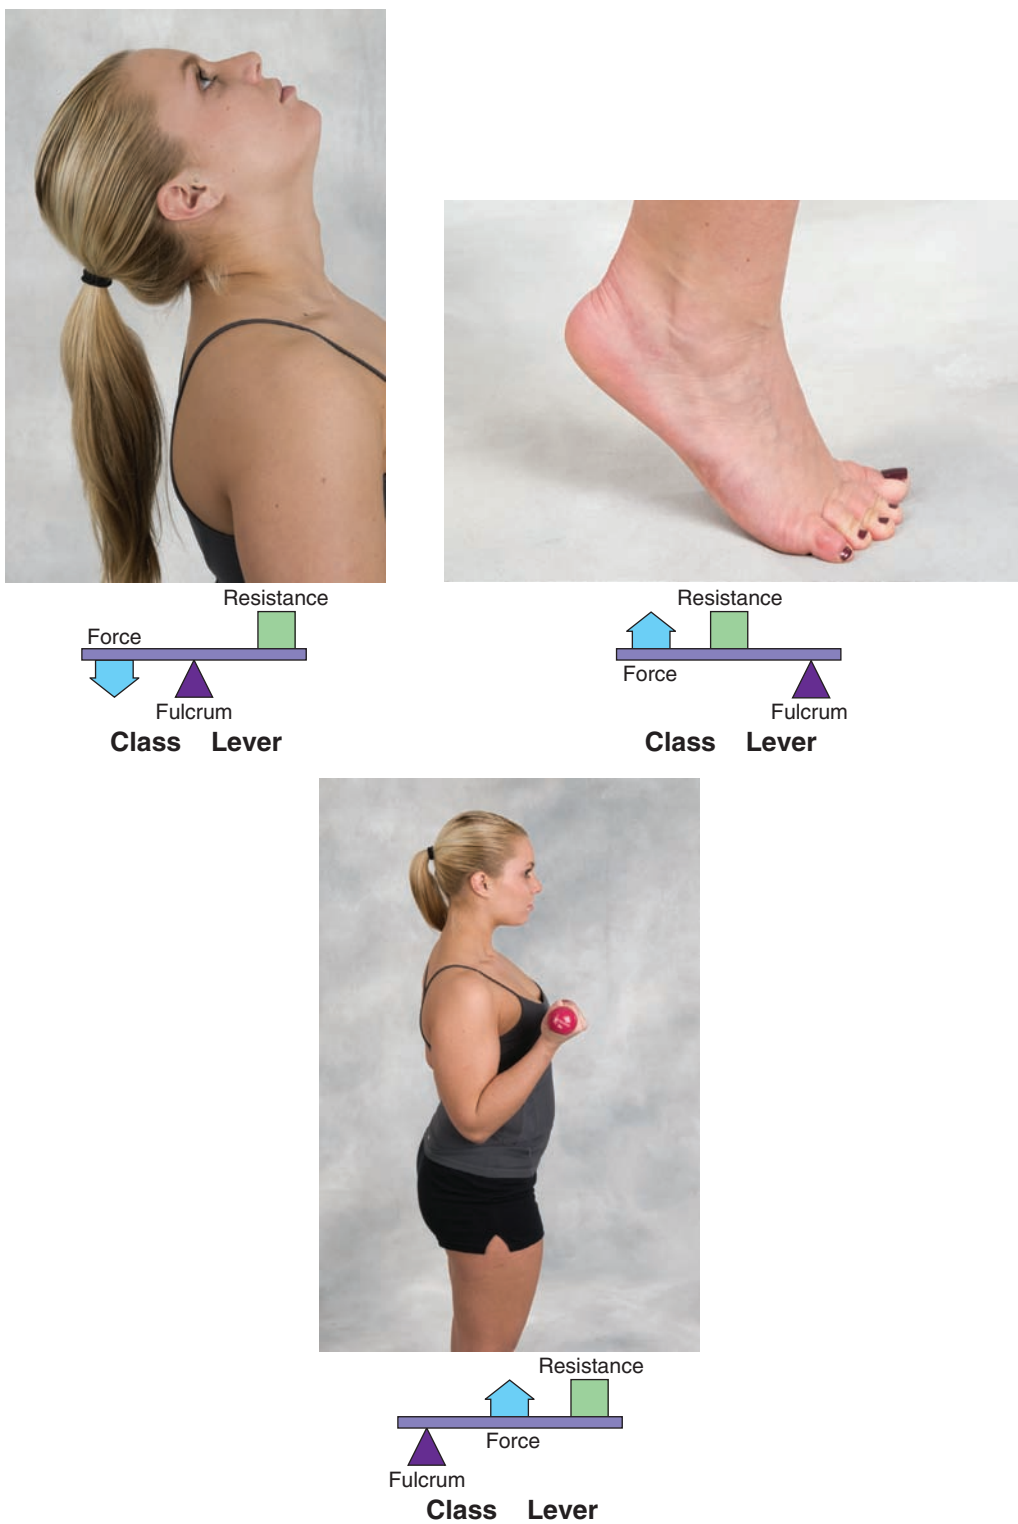 Resistance
Force
Fulcrum
Class Lever
Resistance
Force
Fulcrum
Class Lever
Resistance
Force
Fulcrum
Class Lever